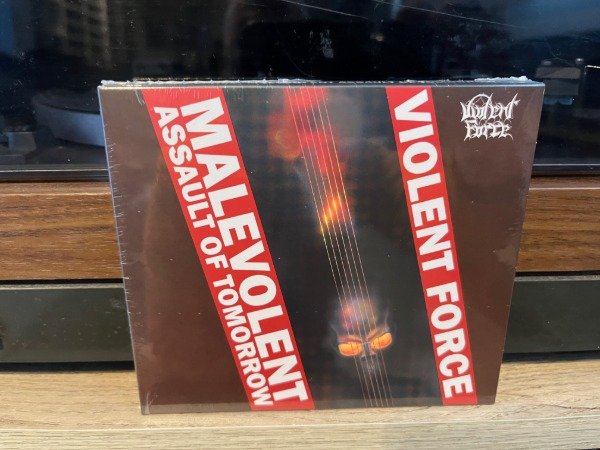 MALEVOLENT
ASSAULT OF TOMORROW
VIOLENT FORCE
Violent
Force